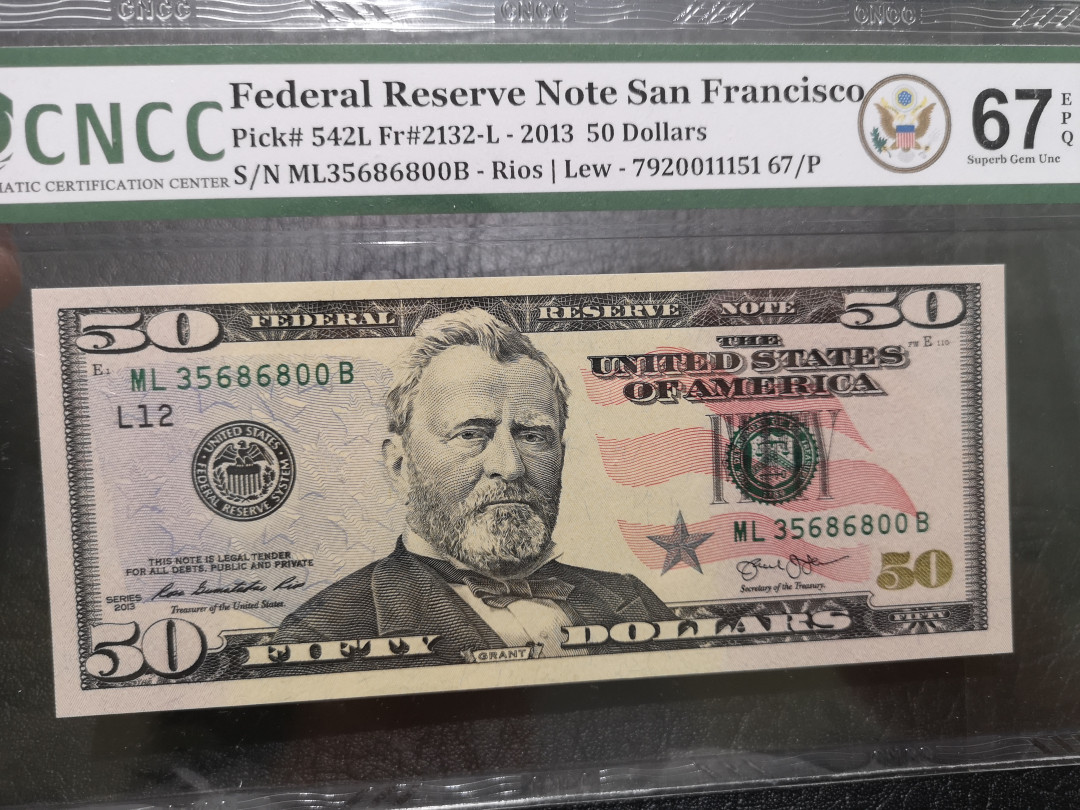 CNCC CNCC CNCC
CNCC
MATIC CERTIFICATION CENTER
Federal Reserve Note San Francisco
Pick# 542L Fr#2132-L - 2013 50 Dollars
S/N ML35686800B - Rios | Lew - 7920011151 67/P
67
EPQ
Superb Gem Unc
50 FEDERAL RESERVE NOTE 50
THE
UNITED STATES
OF AMERICA
FW E 110
E1
ML 35686800 B
L12
UNITED STATES
FEDERAL RESERVE SYSTEM
FIFTY
ML 35686800 B
THIS NOTE IS LEGAL TENDER
FOR ALL DEBTS, PUBLIC AND PRIVATE
SERIES
2013
Treasurer of the United States.
Secretary of the Treasury.
50
50 FIFTY GRANT DOLLARS FIFTY